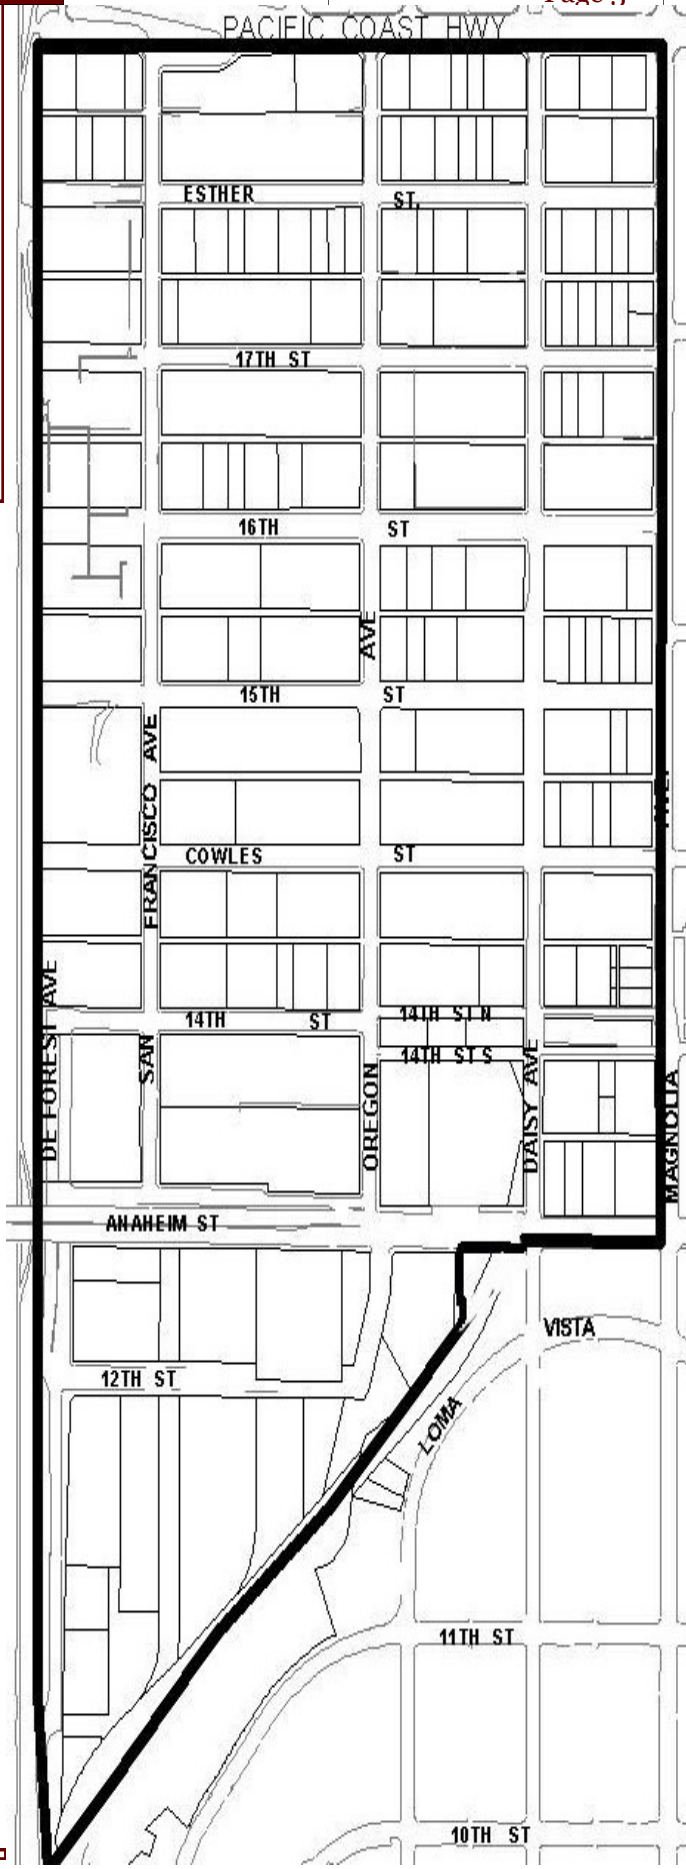 PACIFIC COAST HWY
ESTHER ST.
17TH ST
16TH ST
AVE
15TH ST
SAN FRANCISCO AVE
COWLES ST
DE FOREST AVE
14TH ST
14TH ST N
14TH ST S
OREGON
DAISY AVE
MAGNOLIA
ANAHEIM ST
VISTA
12TH ST
LOMA
11TH ST
10TH ST